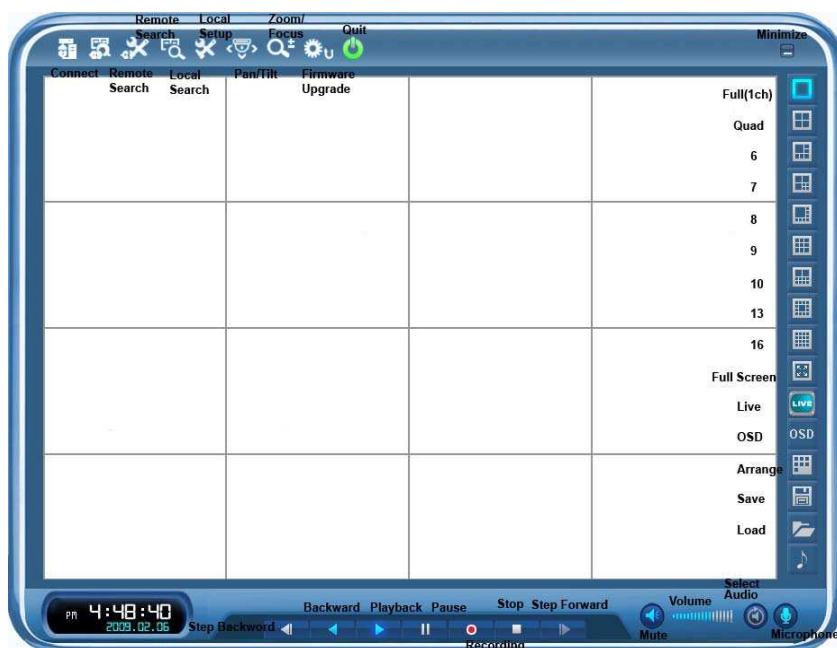 Remote Search
Local Setup
Zoom/ Focus
Quit
Minimize
U
Connect
Remote Search
Local Search
Pan/Tilt
Firmware Upgrade
Full(1ch)
Quad
6
7
8
9
10
13
16
Full Screen
Live
LIVE
OSD
OSD
Arrange
Save
Load
Select Audio
PM 4:48:40
2009.02.06
Step Backword
Backward
Playback
Pause
Recording
Stop
Step Forward
Mute
Volume
Microphone